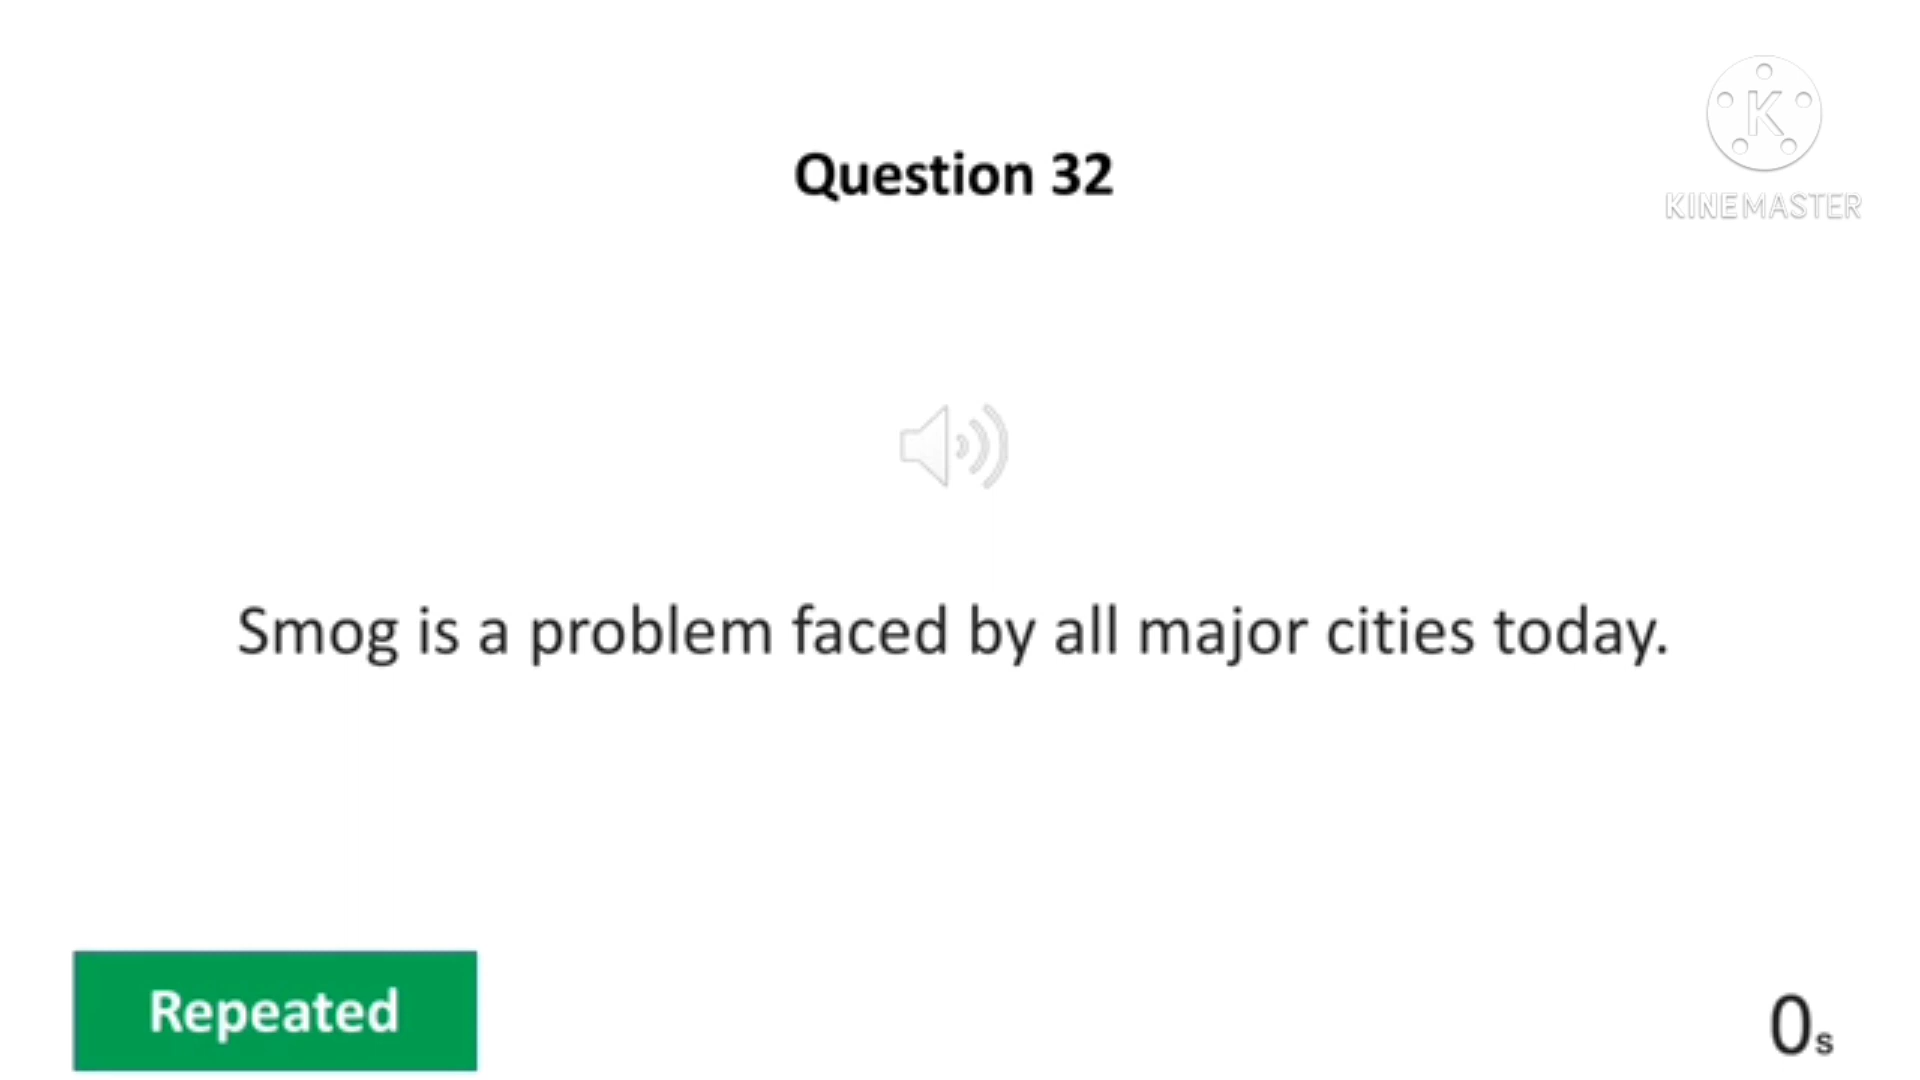 K
KINEMASTER
Question 32
Smog is a problem faced by all major cities today.
Repeated
0s